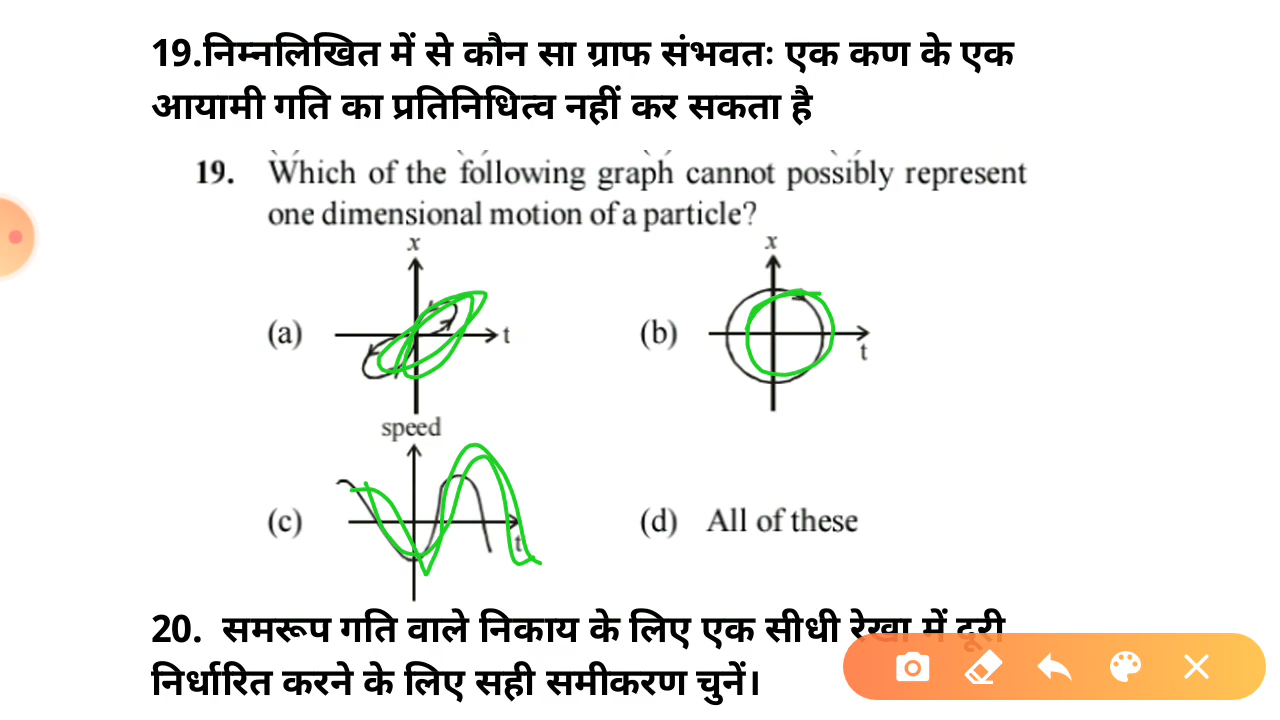 19.निम्नलिखित में से कौन सा ग्राफ संभवतः एक कण के एक
आयामी गति का प्रतिनिधित्व नहीं कर सकता है
19. Which of the following graph cannot possibly represent
one dimensional motion of a particle?
x
x
(a)
t
(b)
t
speed
(c)
t
(d) All of these
20. समरूप गति वाले निकाय के लिए एक सीधी रेखा में दूरी
निर्धारित करने के लिए सही समीकरण चुनें।